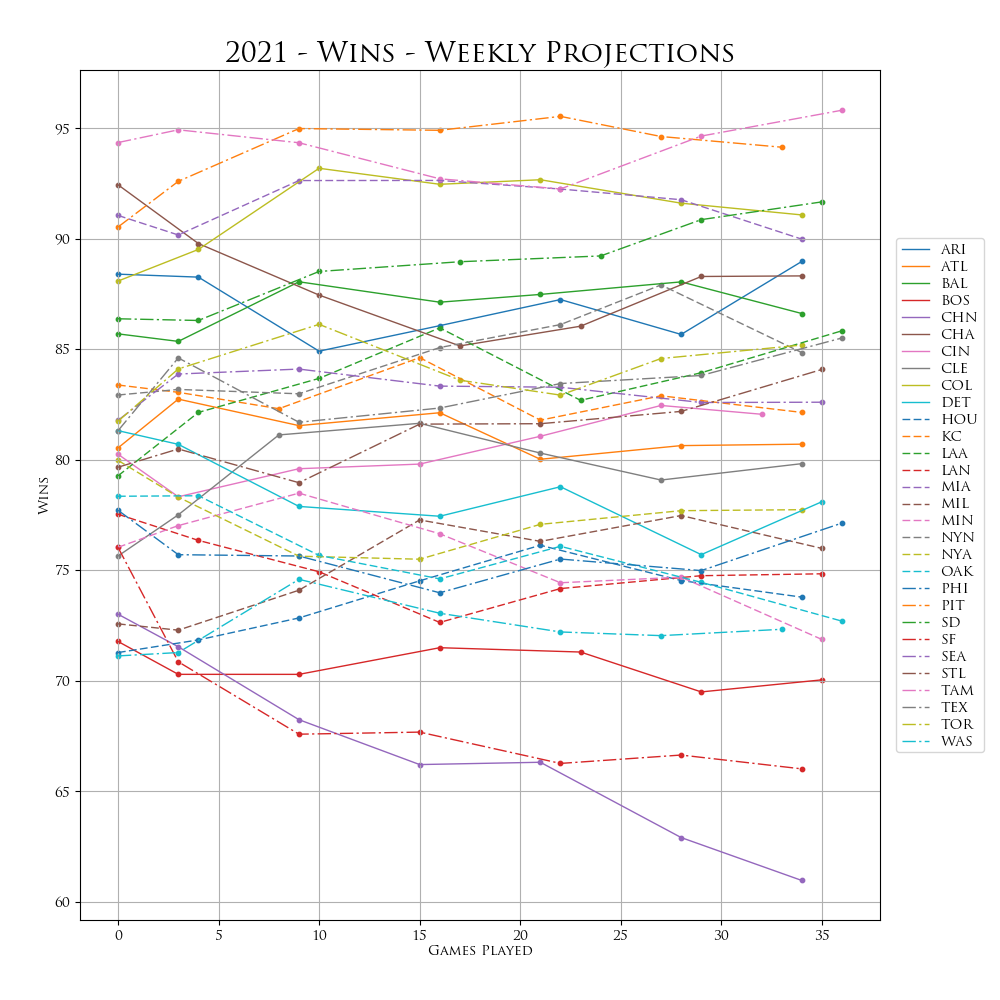 2021 - Wins - Weekly Projections
95
90
85
80
75
70
65
60
Wins
0 5 10 15 20 25 30 35
Games Played
ARI
ATL
BAL
BOS
CHN
CHA
CIN
CLE
COL
DET
HOU
KC
LAA
LAN
MIA
MIL
MIN
NYN
NYA
OAK
PHI
PIT
SD
SF
SEA
STL
TAM
TEX
TOR
WAS